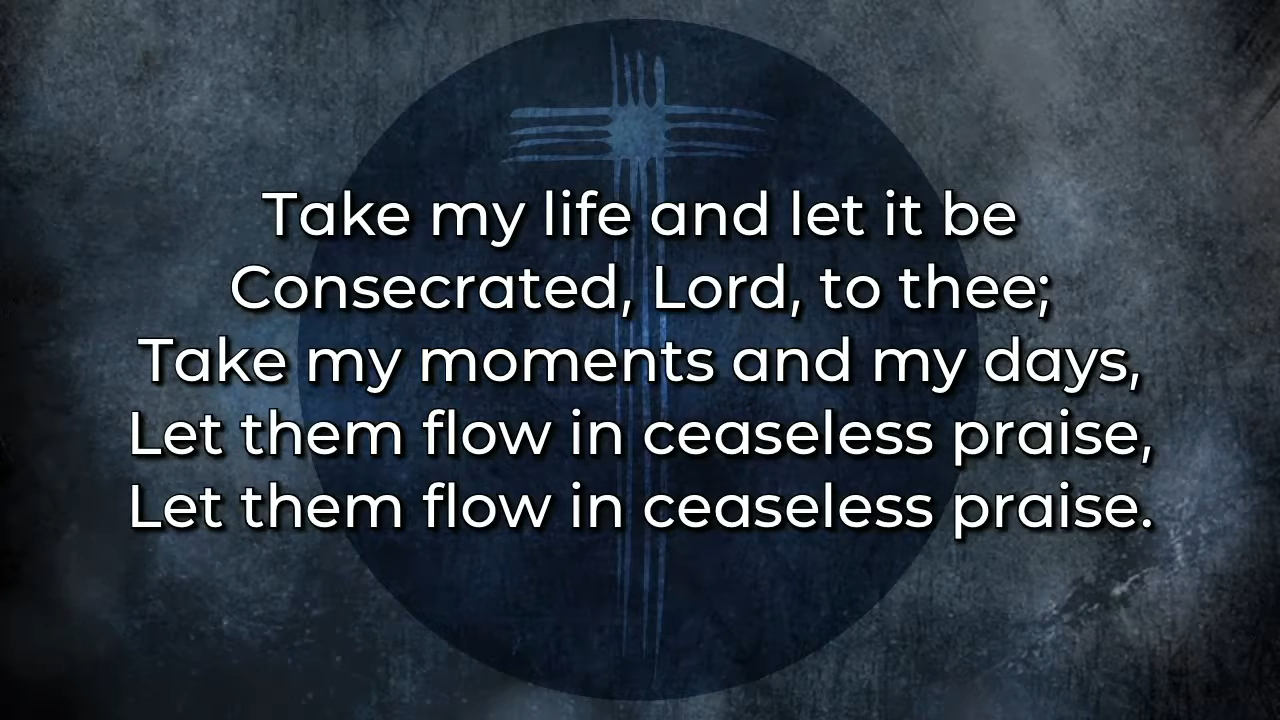 Take my life and let it be
Consecrated, Lord, to thee;
Take my moments and my days,
Let them flow in ceaseless praise,
Let them flow in ceaseless praise.